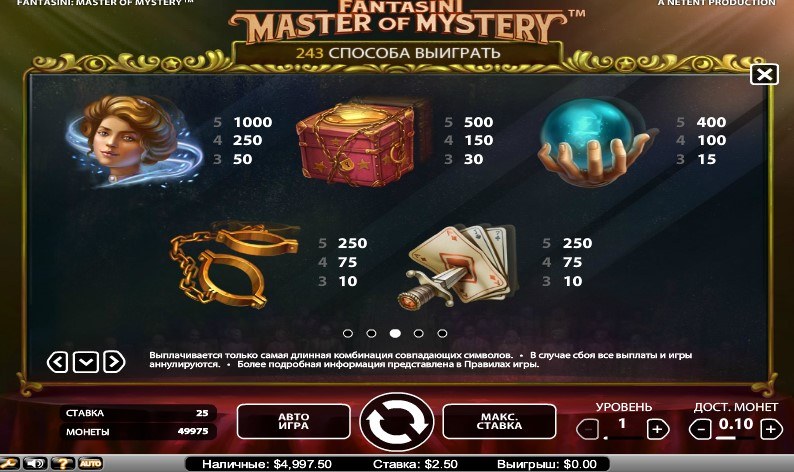 FANTASINI: MASTER OF MYSTERY™
FANTASINI
MASTER OF MYSTERY™
A NETENT PRODUCTION
243 СПОСОБА ВЫИГРАТЬ
5 1000
4 250
3 50
5 500
4 150
3 30
5 400
4 100
3 15
5 250
4 75
3 10
5 250
4 75
3 10
Выплачивается только самая длинная комбинация совпадающих символов. • В случае сбоя все выплаты и игры
аннулируются. • Более подробная информация представлена в Правилах игры.
СТАВКА 25
МОНЕТЫ 49975
АВТО
ИГРА
МАКС.
СТАВКА
УРОВЕНЬ
1
ДОСТ. МОНЕТ
0.10
AUTO
Наличные: $4,997.50 Ставка: $2.50 Выигрыш: $0.00